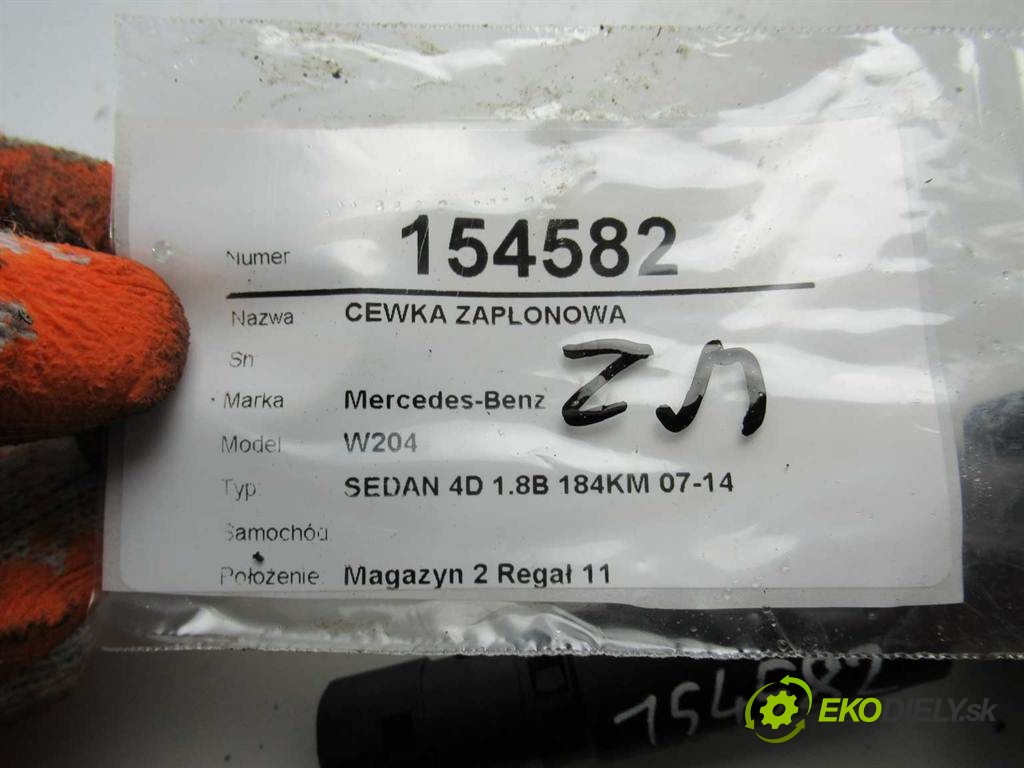 Numer 154582
Nazwa CEWKA ZAPŁONOWA
Sn
Marka Mercedes-Benz
Model W204
Typ SEDAN 4D 1.8B 184KM 07-14
Samochód
Położenie Magazyn 2 Regał 11
154582
EKODIELY.sk